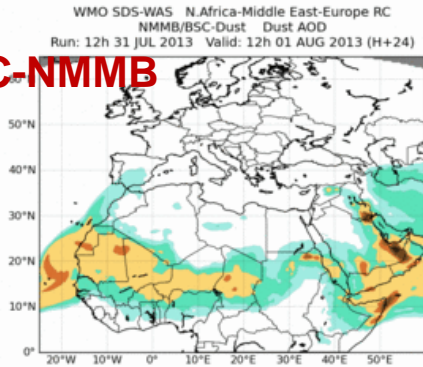 WMO SDS-WAS N.Africa-Middle East-Europe RC
NMMB/BSC-Dust Dust AOD
Run: 12h 31 JUL 2013 Valid: 12h 01 AUG 2013 (H+24)
C-NMMB
50°N
40°N
30°N
20°N
10°N
0°
20°W 10°W 0° 10°E 20°E 30°E 40°E 50°E